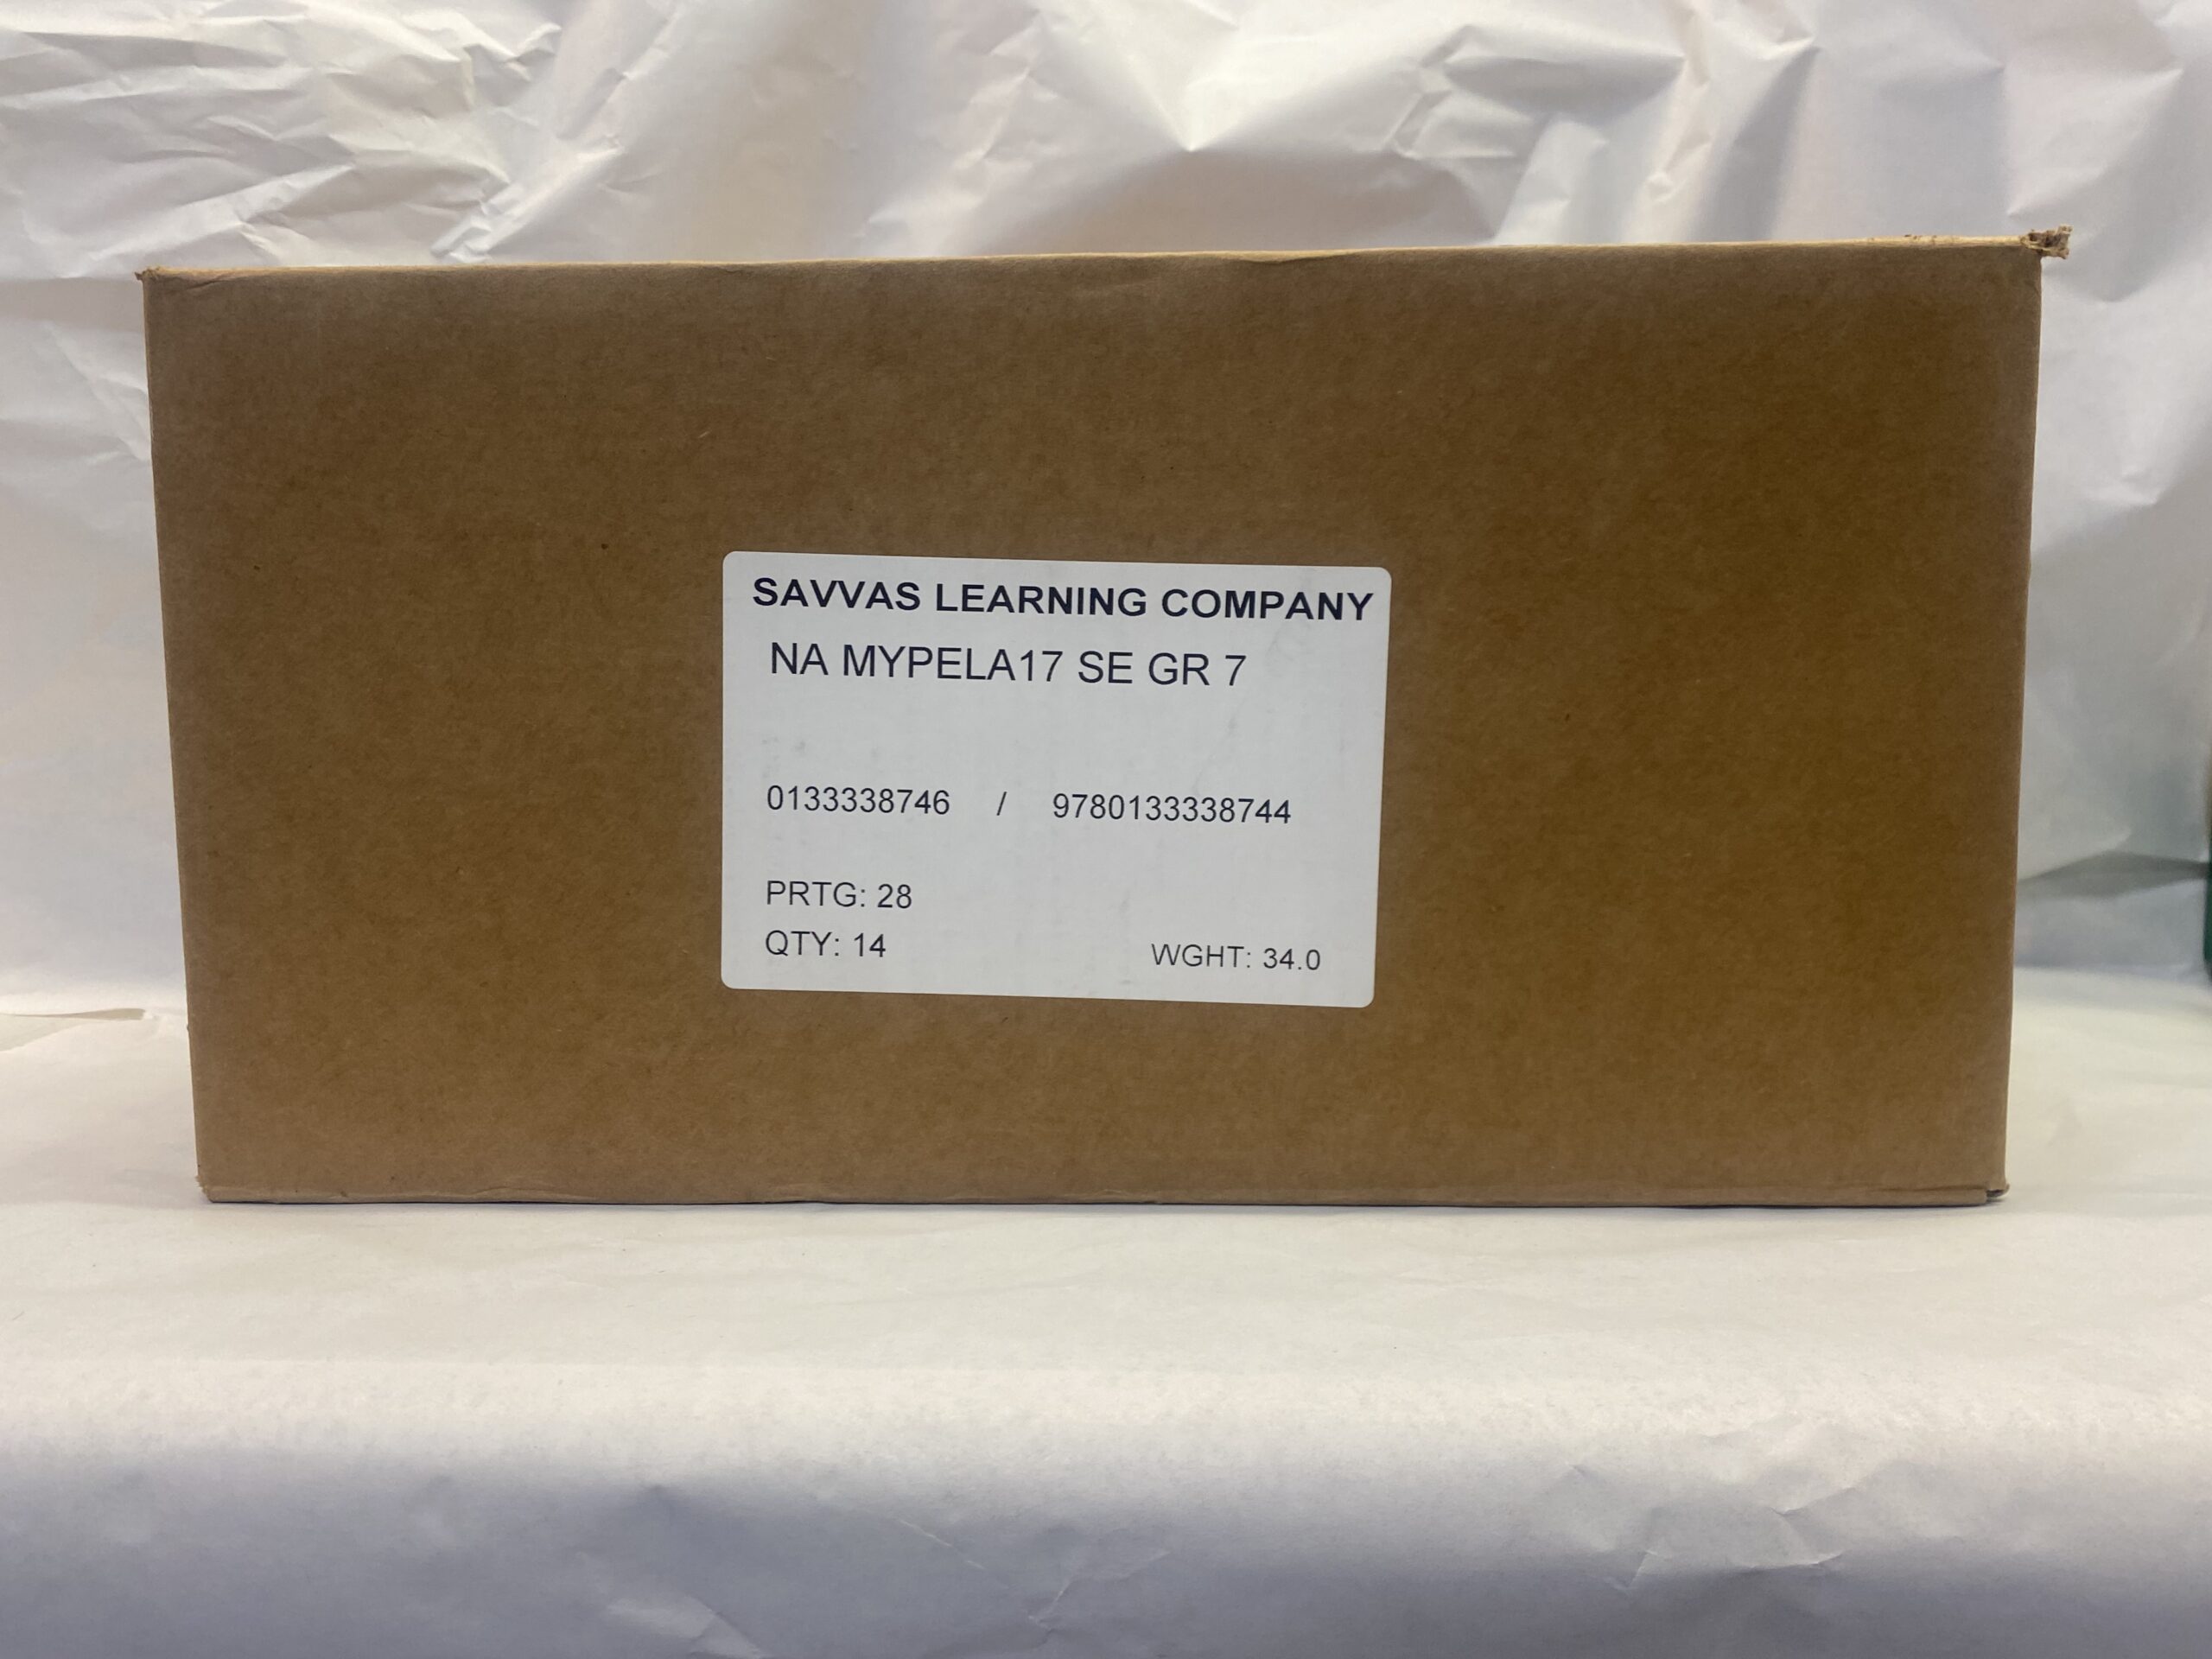 SAVVAS LEARNING COMPANY
NA MYPELA17 SE GR 7
0133338746 / 9780133338744
PRTG: 28
QTY: 14 WGHT: 34.0